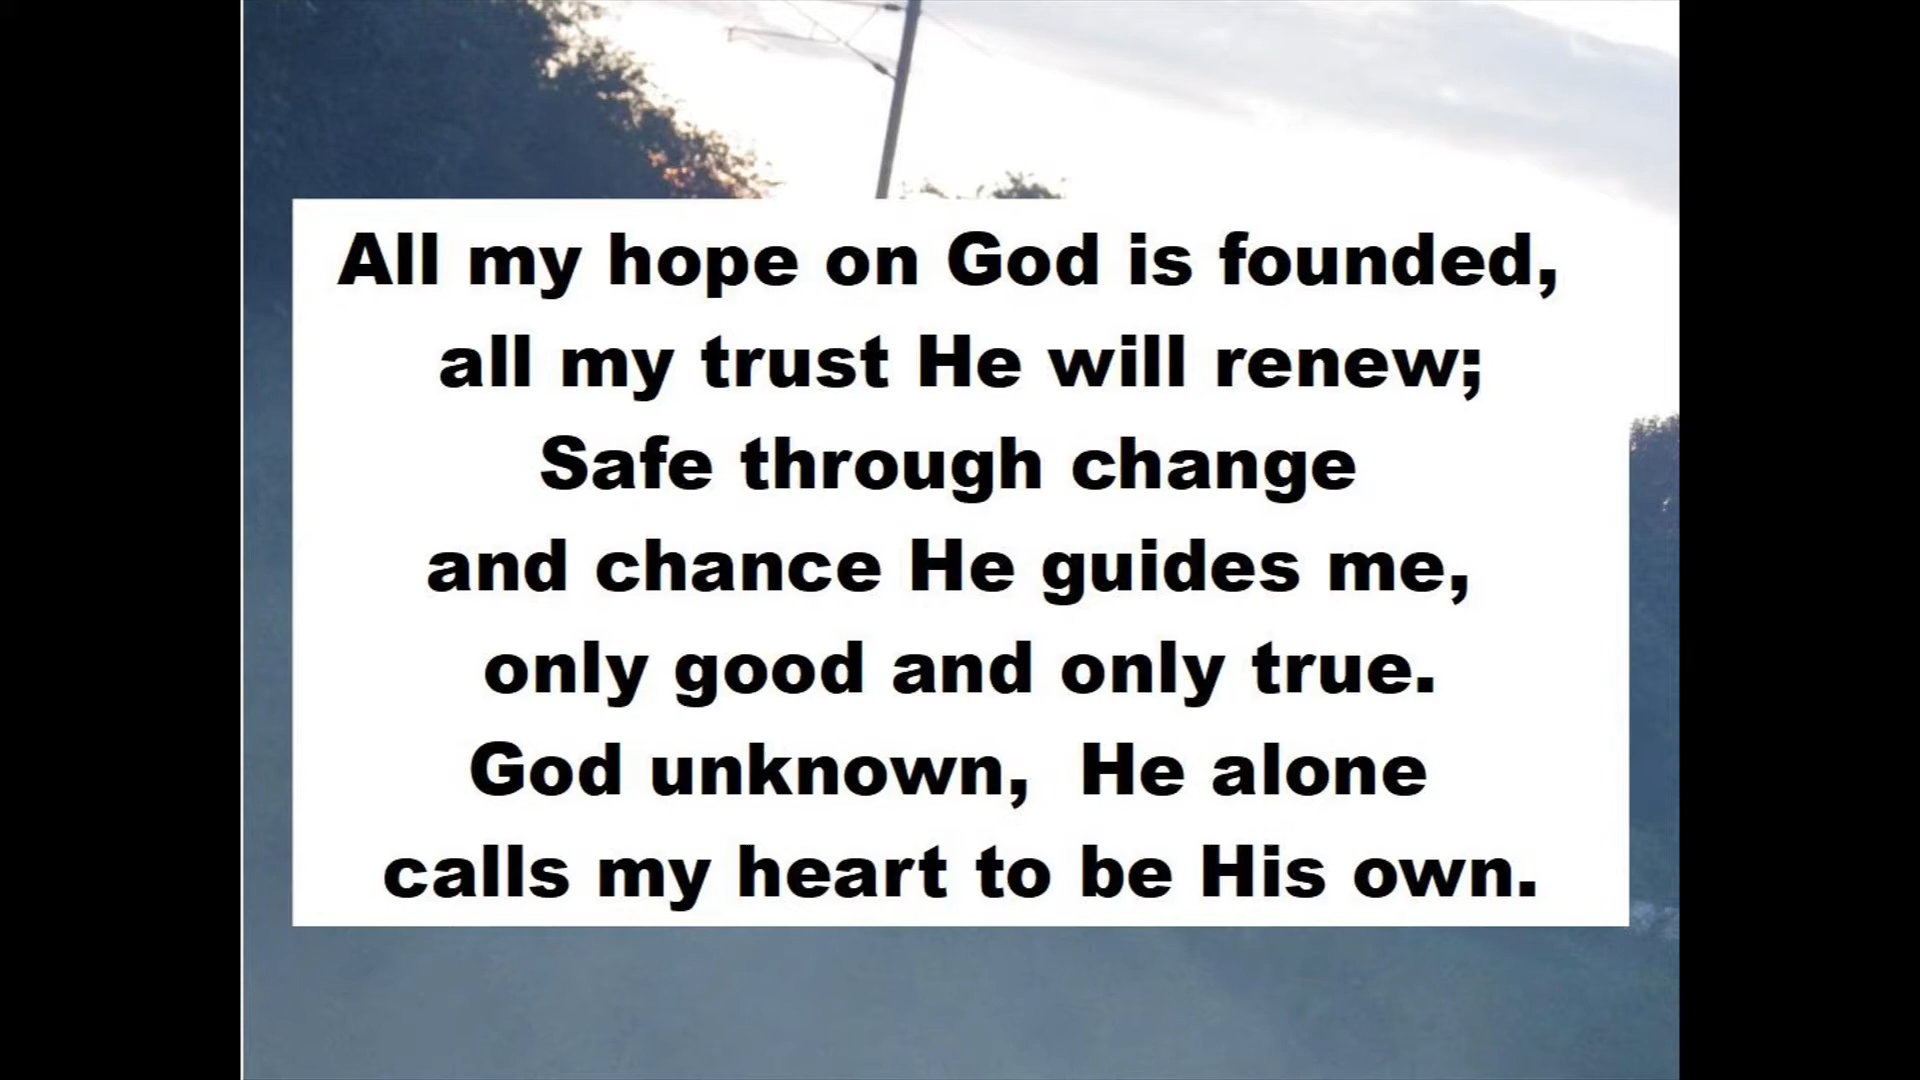 All my hope on God is founded,
all my trust He will renew;
Safe through change
and chance He guides me,
only good and only true.
God unknown,  He alone
calls my heart to be His own.